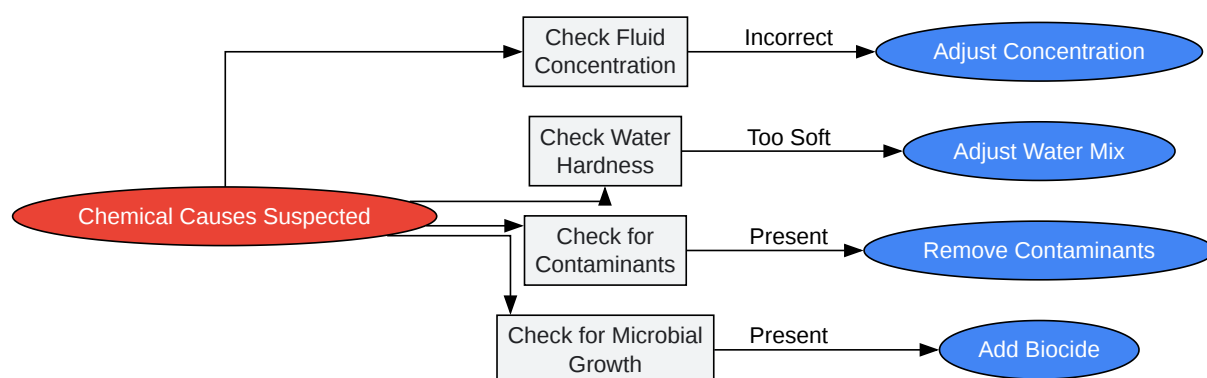 Check Fluid
Concentration
Incorrect
Adjust Concentration
Check Water
Hardness
Too Soft
Adjust Water Mix
Chemical Causes Suspected
Check for
Contaminants
Present
Remove Contaminants
Check for Microbial
Growth
Present
Add Biocide